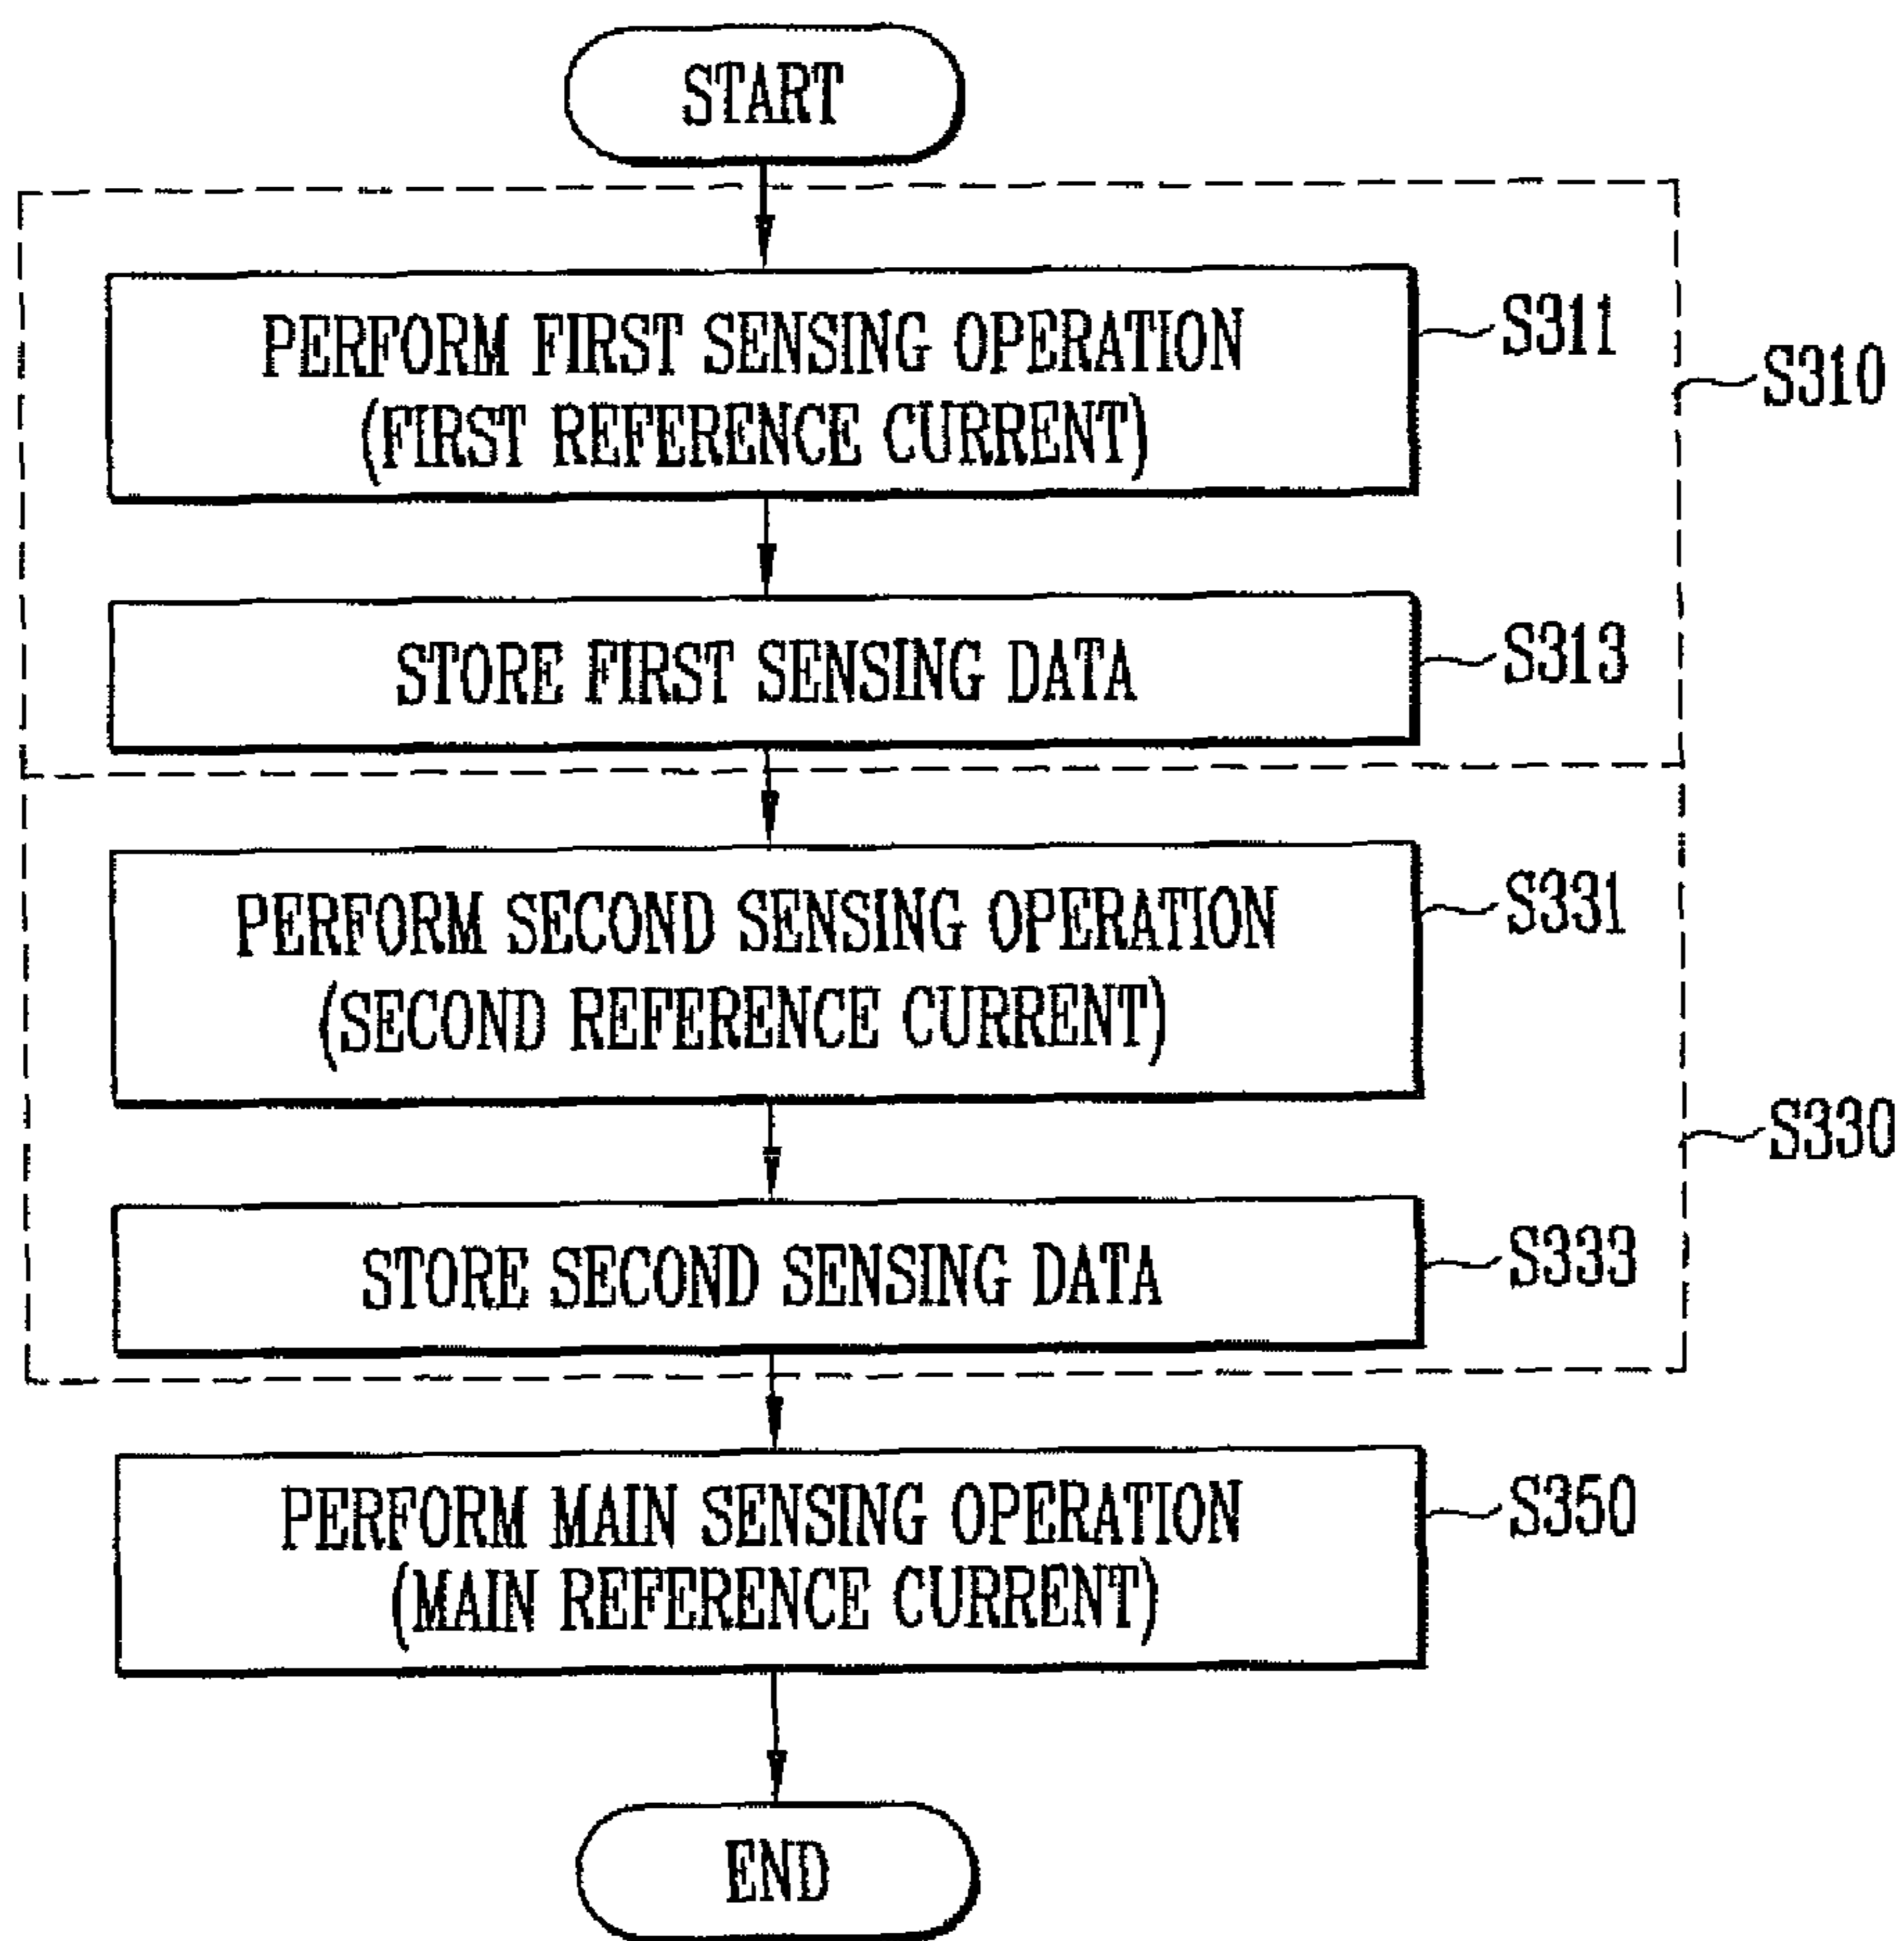 START
PERFORM FIRST SENSING OPERATION
(FIRST REFERENCE CURRENT)
S311
S310
STORE FIRST SENSING DATA
S313
PERFORM SECOND SENSING OPERATION
(SECOND REFERENCE CURRENT)
S331
S330
STORE SECOND SENSING DATA
S333
PERFORM MAIN SENSING OPERATION
(MAIN REFERENCE CURRENT)
S350
END